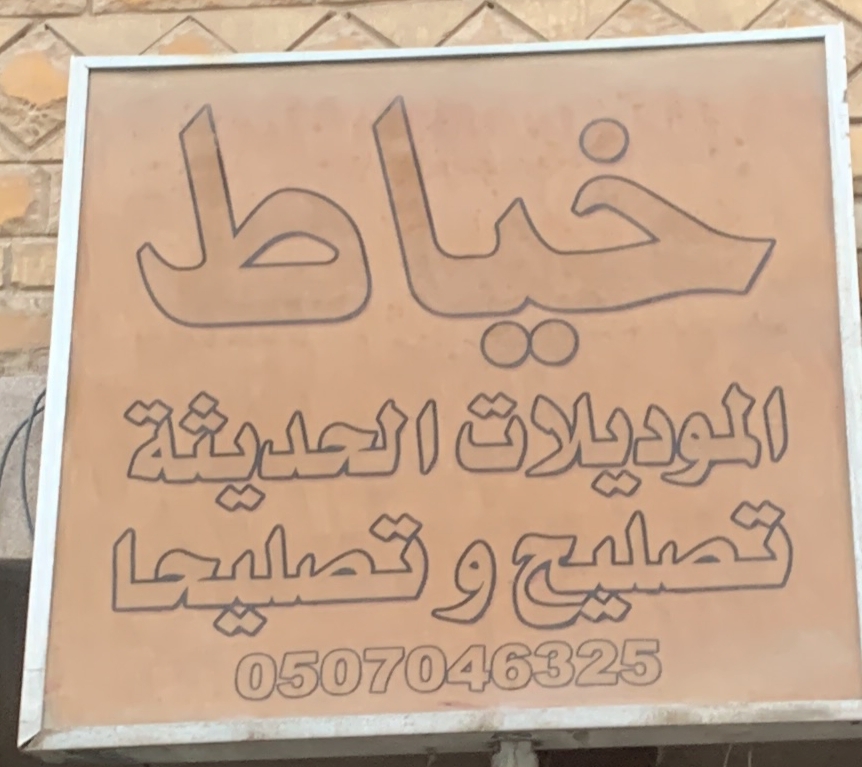 خياط
الموديلات الحديثة
تصليح و تصليحا
0507046325